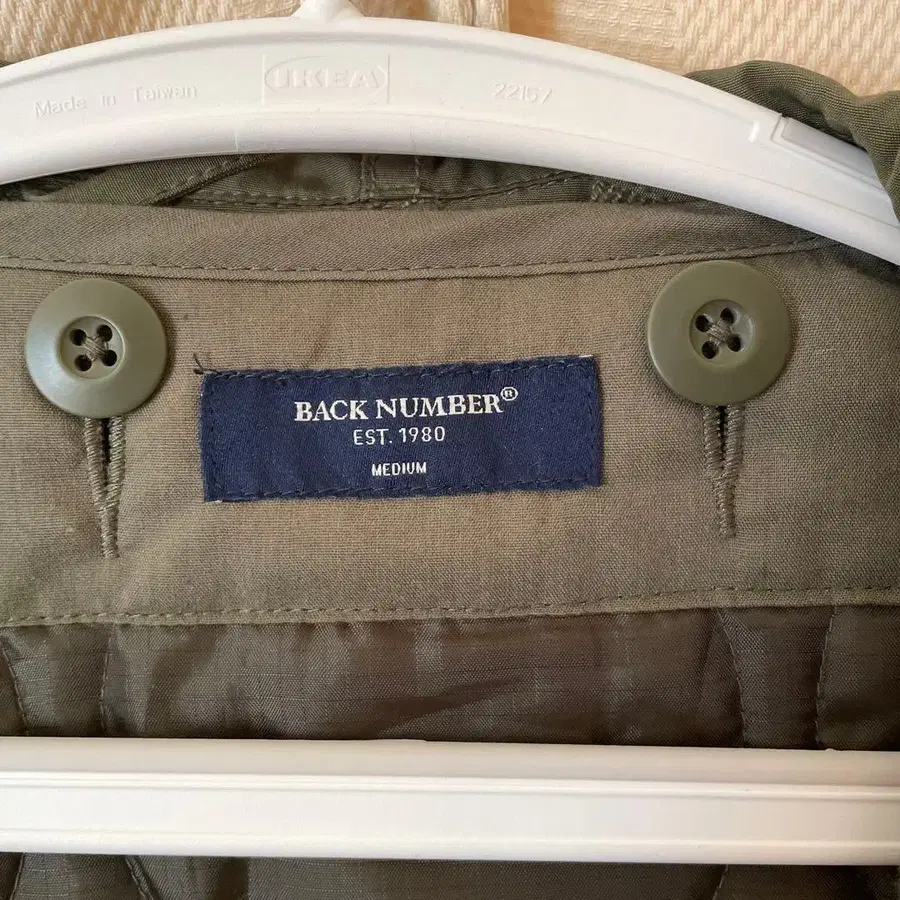 Made in Taiwan
IKEA
22157
BACK NUMBER®
EST. 1980
MEDIUM